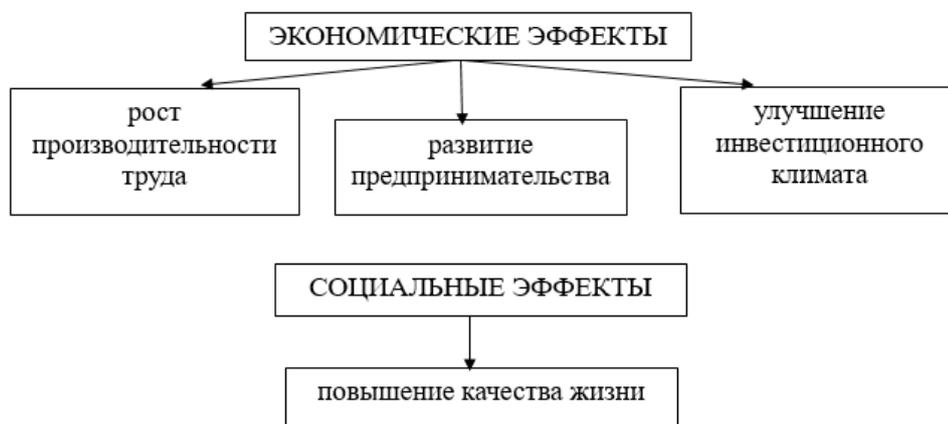 ЭКОНОМИЧЕСКИЕ ЭФФЕКТЫ
рост
производительности
труда
развитие
предпринимательства
улучшение
инвестиционного
климата
СОЦИАЛЬНЫЕ ЭФФЕКТЫ
повышение качества жизни